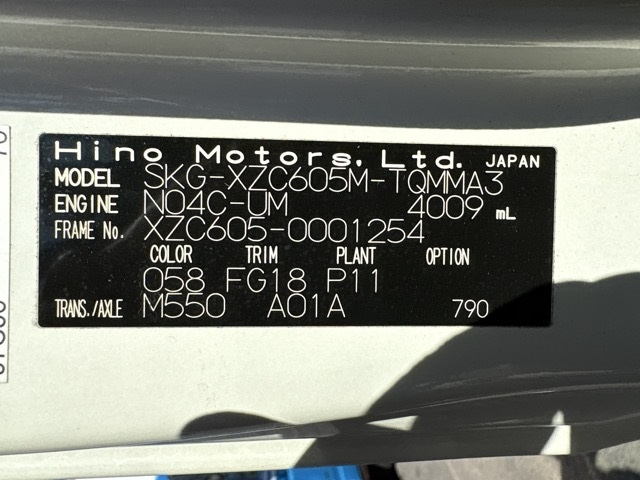 Hino Motors, Ltd. JAPAN
MODEL SKG-XZC605M-TQMMA3
ENGINE N04C-UM 4009 mL
FRAME No. XZC605-0001254
COLOR TRIM PLANT OPTION
058 FG18 P11
TRANS./AXLE M550 A01A 790